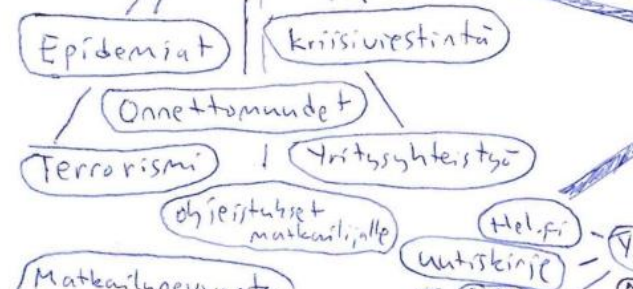 Epidemiat
kriisiviestintä
Onnettomuudet
Terrorismi
Yritysyhteistyö
ohjeistukset
matkailijalle
Hel.fi
Y
uutiskirje